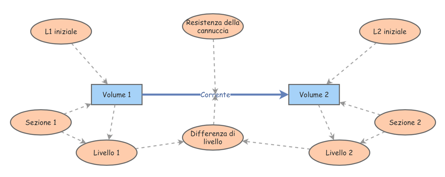 L1 iniziale
Resistenza della
cannuccia
L2 iniziale
Volume 1
Corrente
Volume 2
Sezione 1
Differenza di
livello
Sezione 2
Livello 1
Livello 2